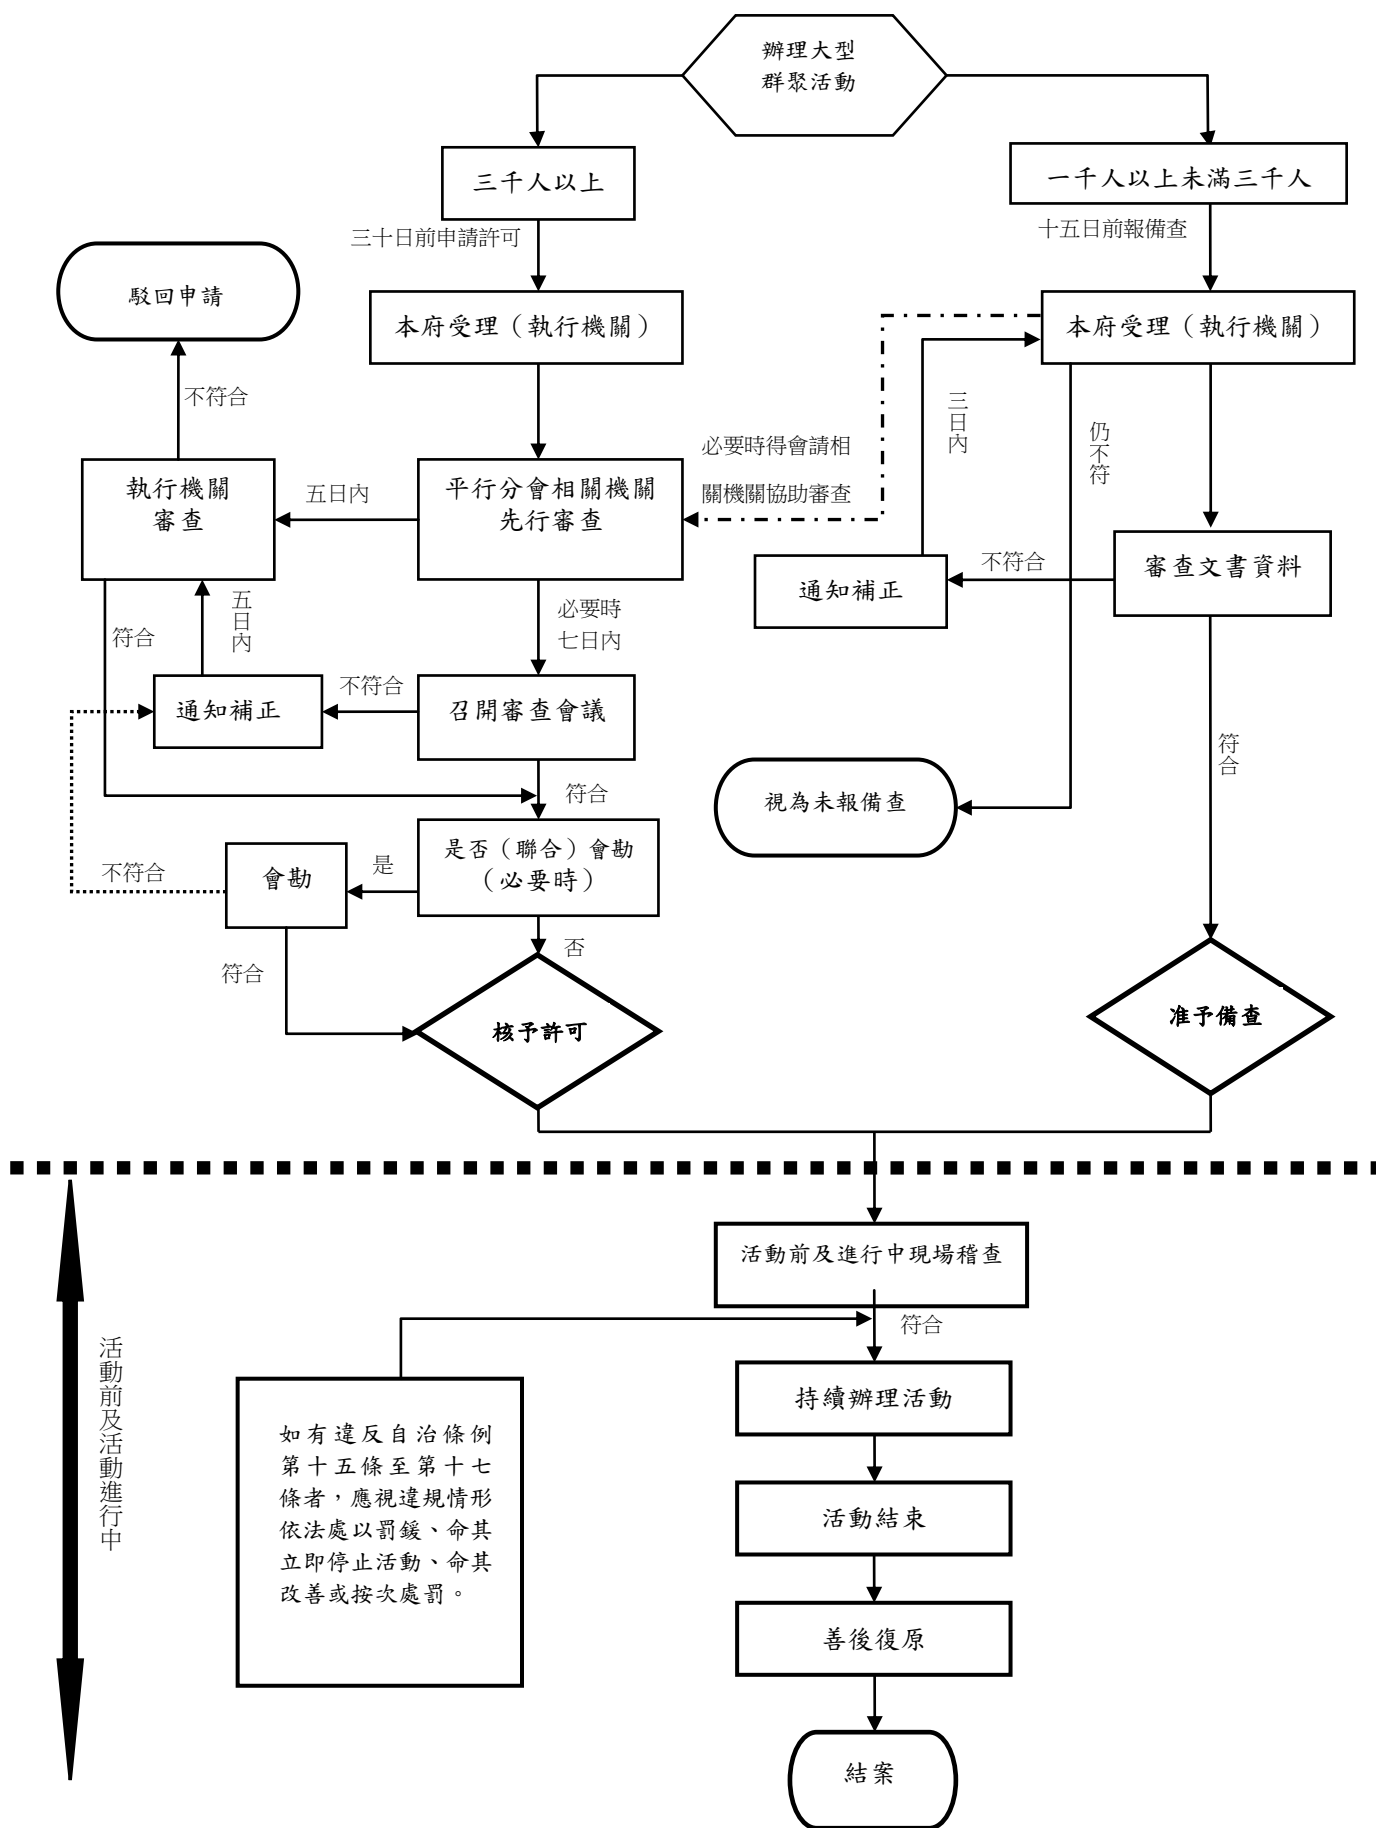 辦理大型
群聚活動
三千人以上
一千人以上未滿三千人
三十日前申請許可
十五日前報備查
駁回申請
本府受理（執行機關）
本府受理（執行機關）
不符合
三日內
仍不符
必要時得會請相
關機關協助審查
執行機關
審查
五日內
平行分會相關機關
先行審查
不符合
審查文書資料
通知補正
五日內
必要時
七日內
符合
不符合
通知補正
召開審查會議
符合
符合
視為未報備查
是否（聯合）會勘
（必要時）
是
會勘
不符合
否
符合
核予許可
准予備查
活動前及進行中現場稽查
符合
活動前及活動進行中
持續辦理活動
如有違反自治條例
第十五條至第十七
條者，應視違規情形
依法處以罰鍰、命其
立即停止活動、命其
改善或按次處罰。
活動結束
善後復原
結案